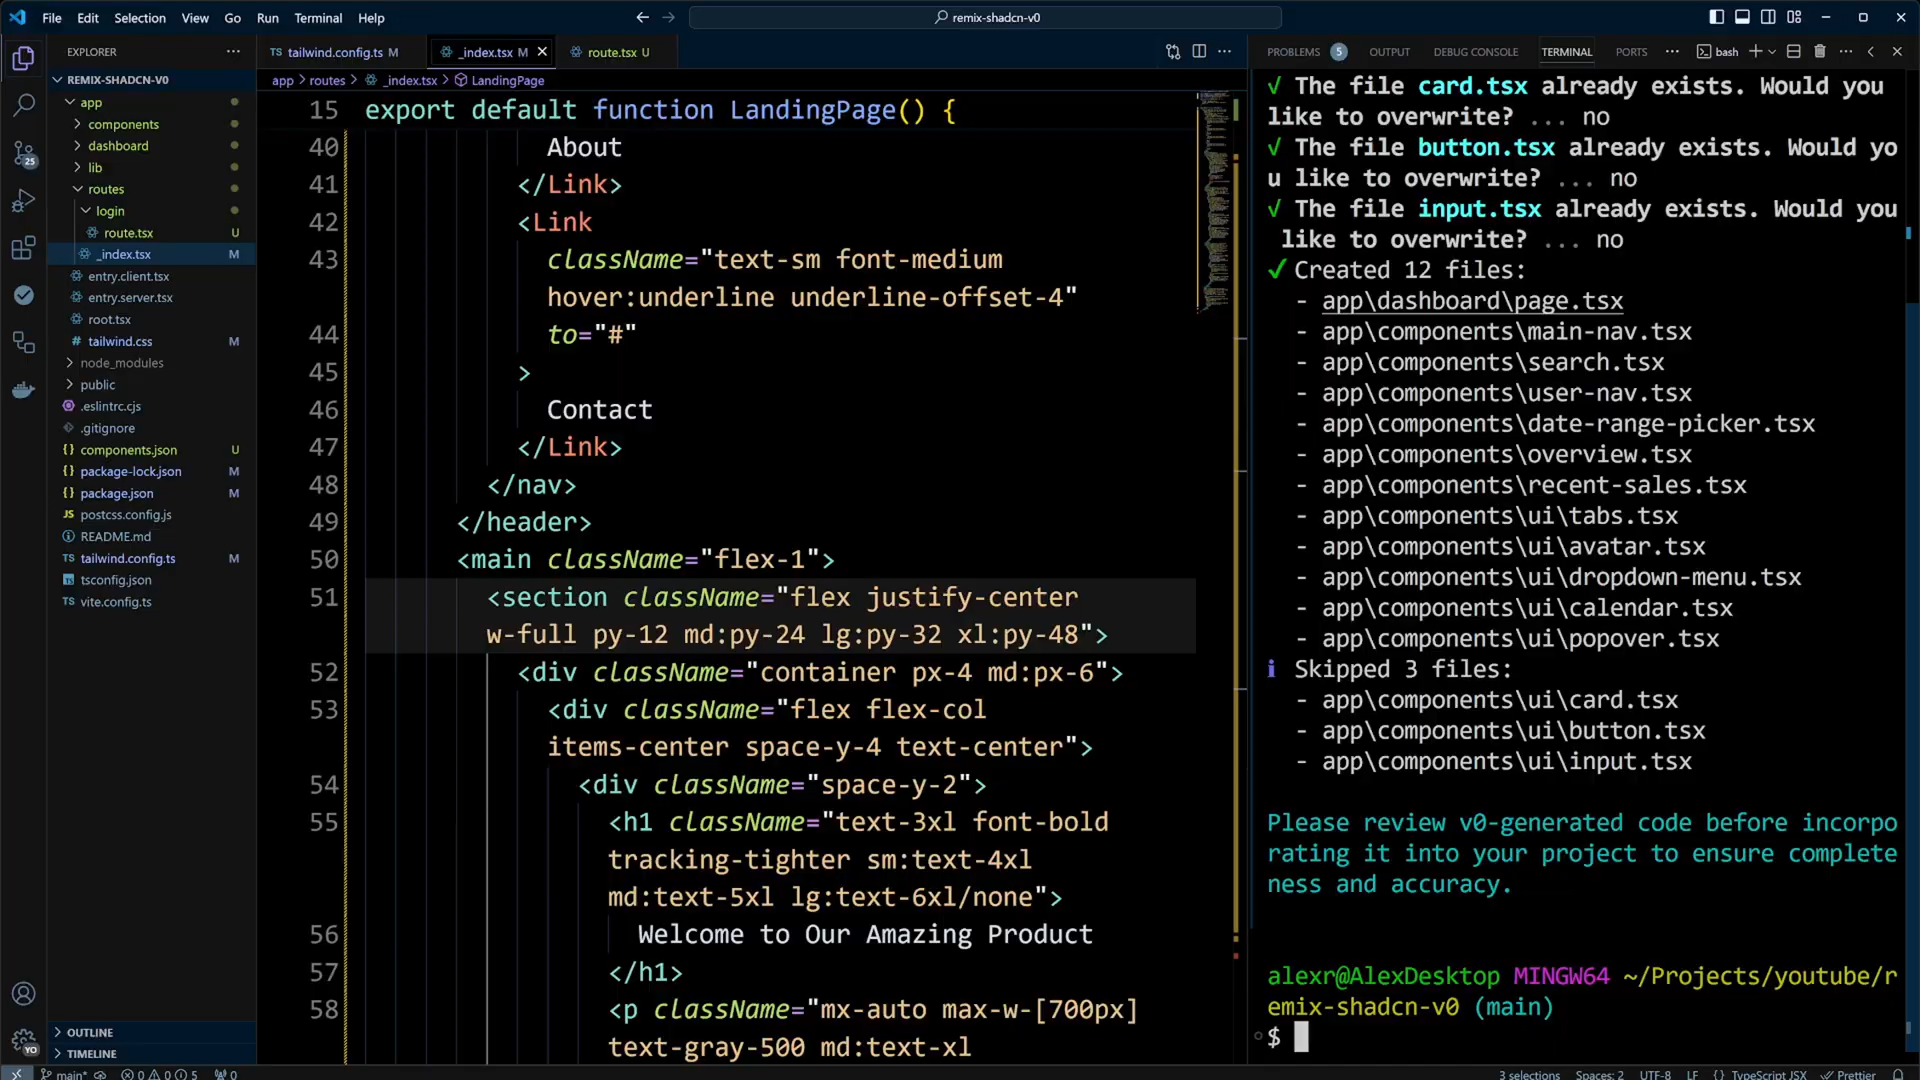 File Edit Selection View Go Run Terminal Help
remix-shadcn-v0
EXPLORER
REMIX-SHADCN-V0
app
components
dashboard
lib
routes
login
route.tsx U
_index.tsx M
entry.client.tsx
entry.server.tsx
root.tsx
tailwind.css M
node_modules
public
.eslintrc.cjs
.gitignore
components.json U
package-lock.json M
package.json M
postcss.config.js
README.md
tailwind.config.ts M
tsconfig.json
vite.config.ts
OUTLINE
TIMELINE
25
YO
tailwind.config.ts M
_index.tsx M
route.tsx U
app > routes > _index.tsx > LandingPage
15 export default function LandingPage() {
40 About
41 </Link>
42 <Link
43 className="text-sm font-medium
hover:underline underline-offset-4"
44 to="#"
45 >
46 Contact
47 </Link>
48 </nav>
49 </header>
50 <main className="flex-1">
51 <section className="flex justify-center
w-full py-12 md:py-24 lg:py-32 xl:py-48">
52 <div className="container px-4 md:px-6">
53 <div className="flex flex-col
items-center space-y-4 text-center">
54 <div className="space-y-2">
55 <h1 className="text-3xl font-bold
tracking-tighter sm:text-4xl
md:text-5xl lg:text-6xl/none">
56 Welcome to Our Amazing Product
57 </h1>
58 <p className="mx-auto max-w-[700px]
text-gray-500 md:text-xl
PROBLEMS 5 OUTPUT DEBUG CONSOLE TERMINAL PORTS
bash
√ The file card.tsx already exists. Would you
like to overwrite? ... no
√ The file button.tsx already exists. Would yo
u like to overwrite? ... no
√ The file input.tsx already exists. Would you
like to overwrite? ... no
✓ Created 12 files:
- app\dashboard\page.tsx
- app\components\main-nav.tsx
- app\components\search.tsx
- app\components\user-nav.tsx
- app\components\date-range-picker.tsx
- app\components\overview.tsx
- app\components\recent-sales.tsx
- app\components\ui\tabs.tsx
- app\components\ui\avatar.tsx
- app\components\ui\dropdown-menu.tsx
- app\components\ui\calendar.tsx
- app\components\ui\popover.tsx
i Skipped 3 files:
- app\components\ui\card.tsx
- app\components\ui\button.tsx
- app\components\ui\input.tsx
Please review v0-generated code before incorpo
rating it into your project to ensure complete
ness and accuracy.
alexr@AlexDesktop MINGW64 ~/Projects/youtube/r
emix-shadcn-v0 (main)
$
main* 0 0 5 0
3 selections Spaces: 2 UTF-8 LF {} TypeScript JSX Prettier